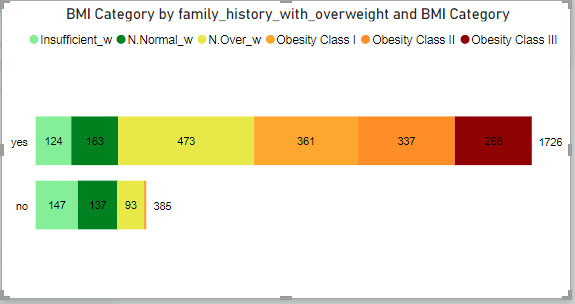 BMI Category by family_history_with_overweight and BMI Category
Insufficient_w N.Normal_w N.Over_w Obesity Class I Obesity Class II Obesity Class III
yes 124 163 473 361 337 268 1726
no 147 137 93 385